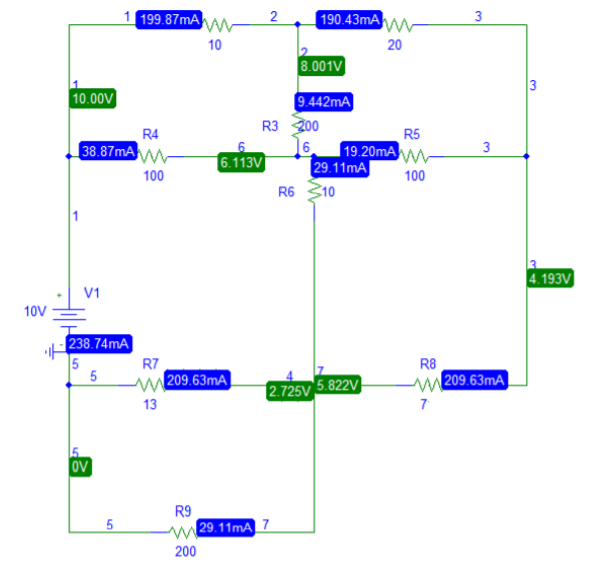 1 199.87mA 2 190.43mA 3
10 20
2
8.001V
1 3
10.00V 9.442mA
R3 200
R4 R5
38.87mA 6 6 19.20mA 3
6.113V 29.11mA
100 100
R6 10
1
3
4.193V
+ V1
10V
- 238.74mA
5 R7 4 7 R8
5 209.63mA 2.725V 5.822V 209.63mA
13 7
5
0V
R9
5 29.11mA 7
200